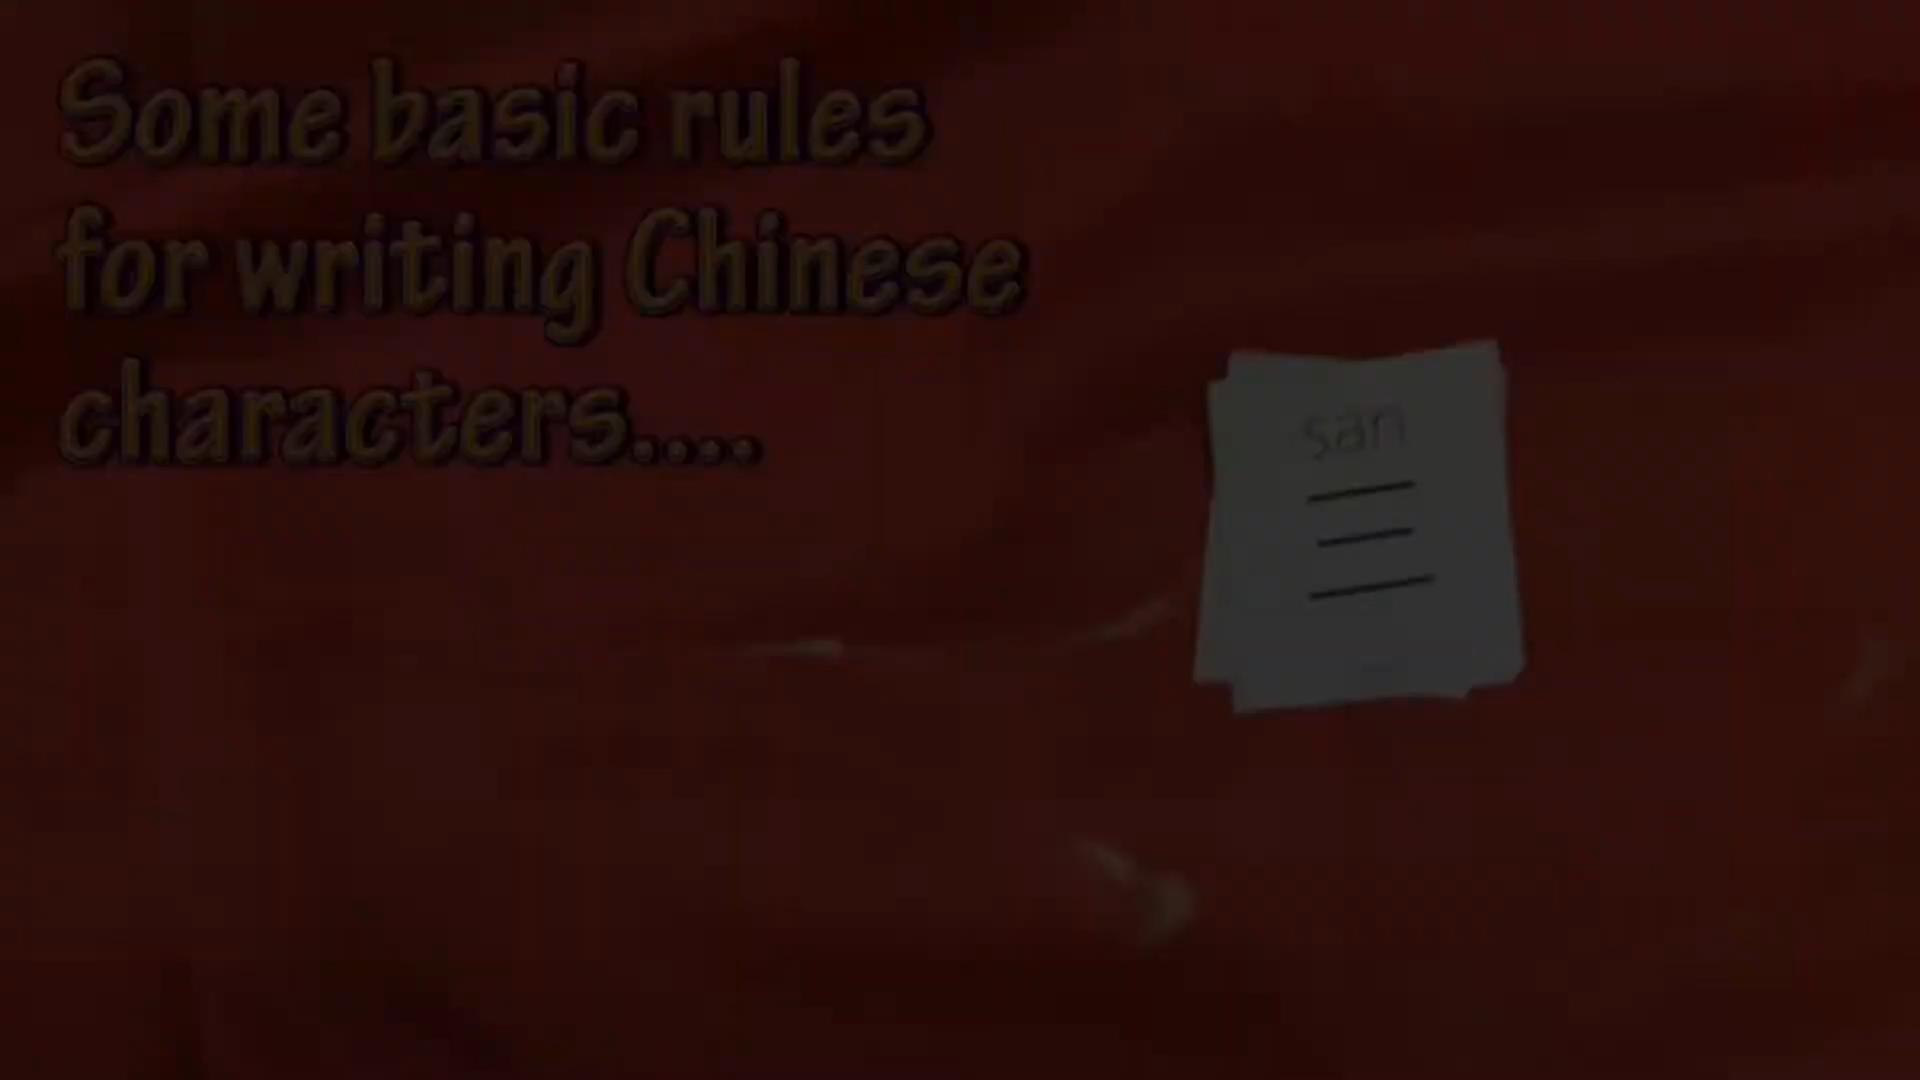 Some basic rules
for writing Chinese
characters....
san
三